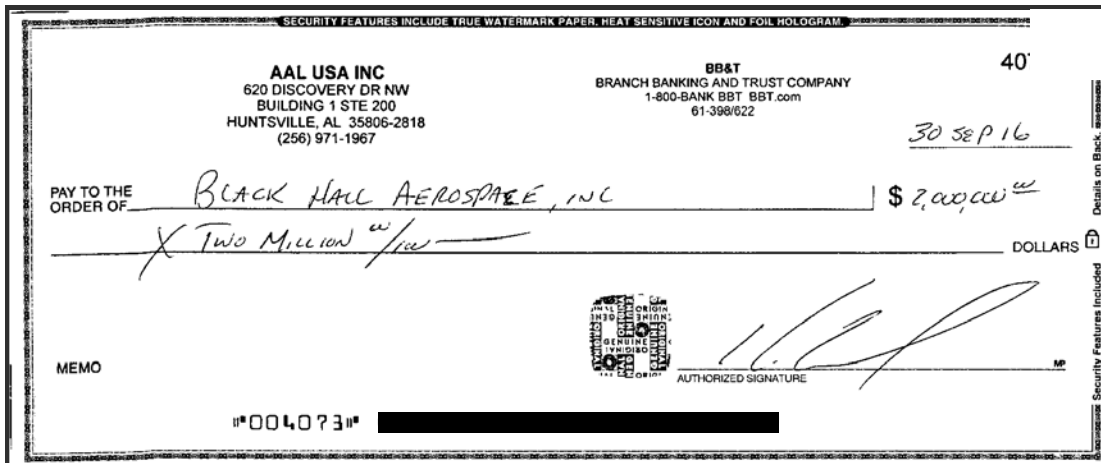 SECURITY FEATURES INCLUDE TRUE WATERMARK PAPER, HEAT SENSITIVE ICON AND FOIL HOLOGRAM.
AAL USA INC
620 DISCOVERY DR NW
BUILDING 1 STE 200
HUNTSVILLE, AL 35806-2818
(256) 971-1967
BB&T
BRANCH BANKING AND TRUST COMPANY
1-800-BANK BBT BBT.com
61-398/622
407
30 SEP 16
PAY TO THE
ORDER OF BLACK HALL AEROSPACE, INC $ 2,000,000 00
X TWO MILLION 00/100 DOLLARS
MEMO
GENUINE
ORIGINAL
AUTHORIZED SIGNATURE
MP
⑈004073⑈
Security Features Included Details on Back.